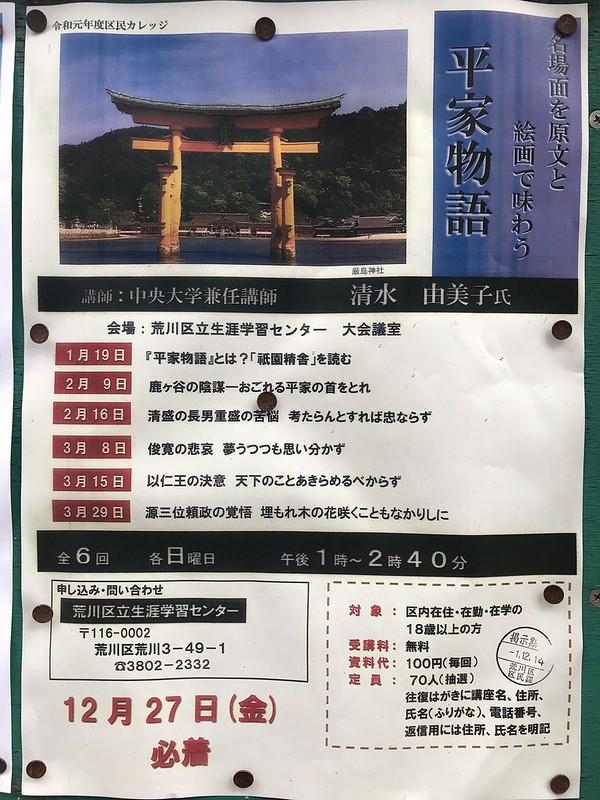 令和元年度区民カレッジ
名場面を原文と
絵画で味わう
平家物語
厳島神社
講師：中央大学兼任講師 清水 由美子氏
会場：荒川区立生涯学習センター 大会議室
1月19日 『平家物語』とは？「祇園精舎」を読む
2月 9日 鹿ヶ谷の陰謀―おごれる平家の首をとれ
2月16日 清盛の長男重盛の苦悩 考たらんとすれば忠ならず
3月 8日 俊寛の悲哀 夢うつつも思い分かず
3月15日 以仁王の決意 天下のことあきらめるべからず
3月29日 源三位頼政の覚悟 埋もれ木の花咲くこともなかりしに
全6回 各日曜日 午後1時～2時40分
申し込み・問い合わせ
荒川区立生涯学習センター
〒116-0002
荒川区荒川3－49－1
☎3802－2332
12月27日(金)
必着
対 象： 区内在住・在勤・在学の
18歳以上の方
受講料： 無料
資料代： 100円(毎回)
定 員： 70人(抽選)
往復はがきに講座名、住所、
氏名(ふりがな)、電話番号、
返信用には住所、氏名を明記
掲示
-1.12.14
荒川区